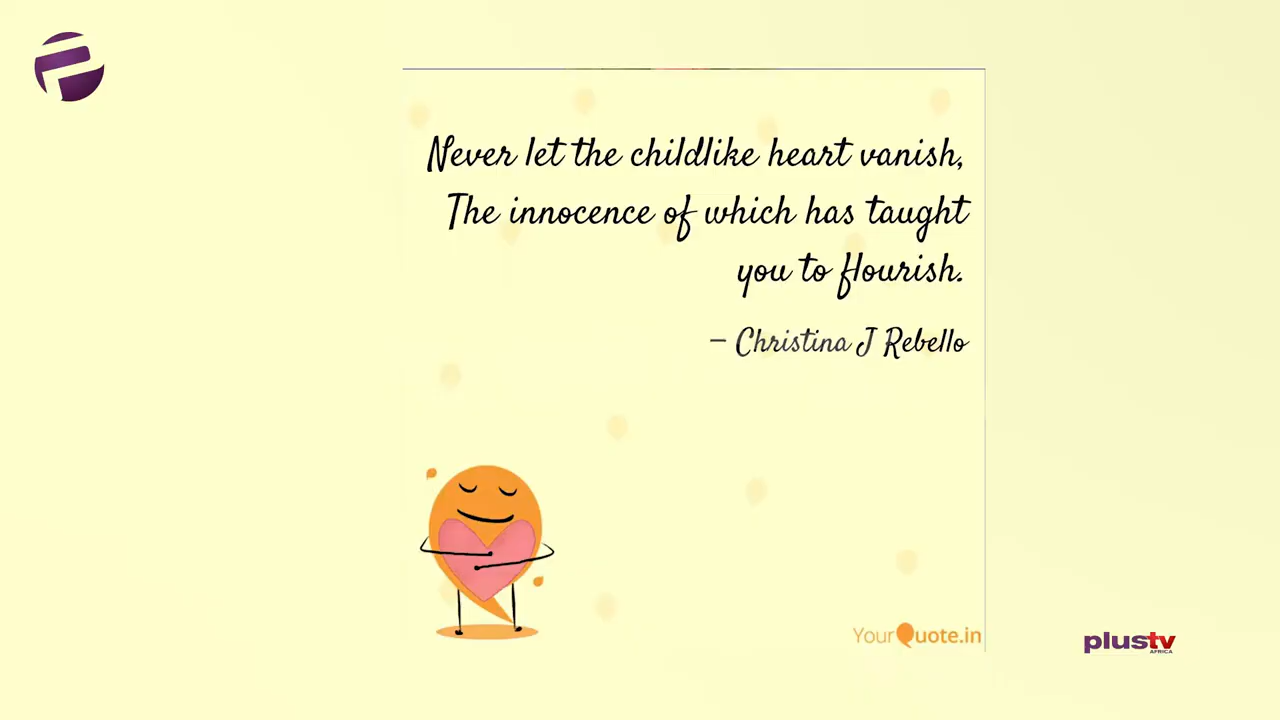 Never let the childlike heart vanish,
The innocence of which has taught
you to flourish.
– Christina J Rebello
YourQuote.in
plustv
AFRICA